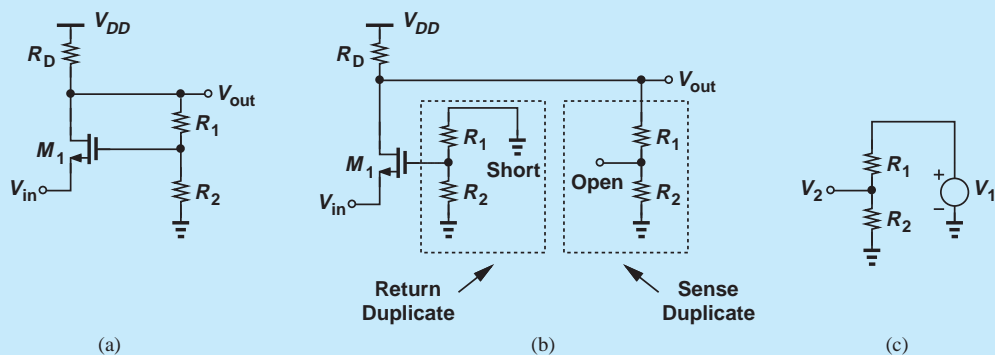 V_DD
R_D
V_out
R_1
M_1
V_in
R_2
(a)
V_DD
R_D
V_out
R_1
R_1
Short
M_1
Open
R_2
R_2
V_in
Return
Duplicate
Sense
Duplicate
(b)
R_1
V_2
+
−
V_1
R_2
(c)